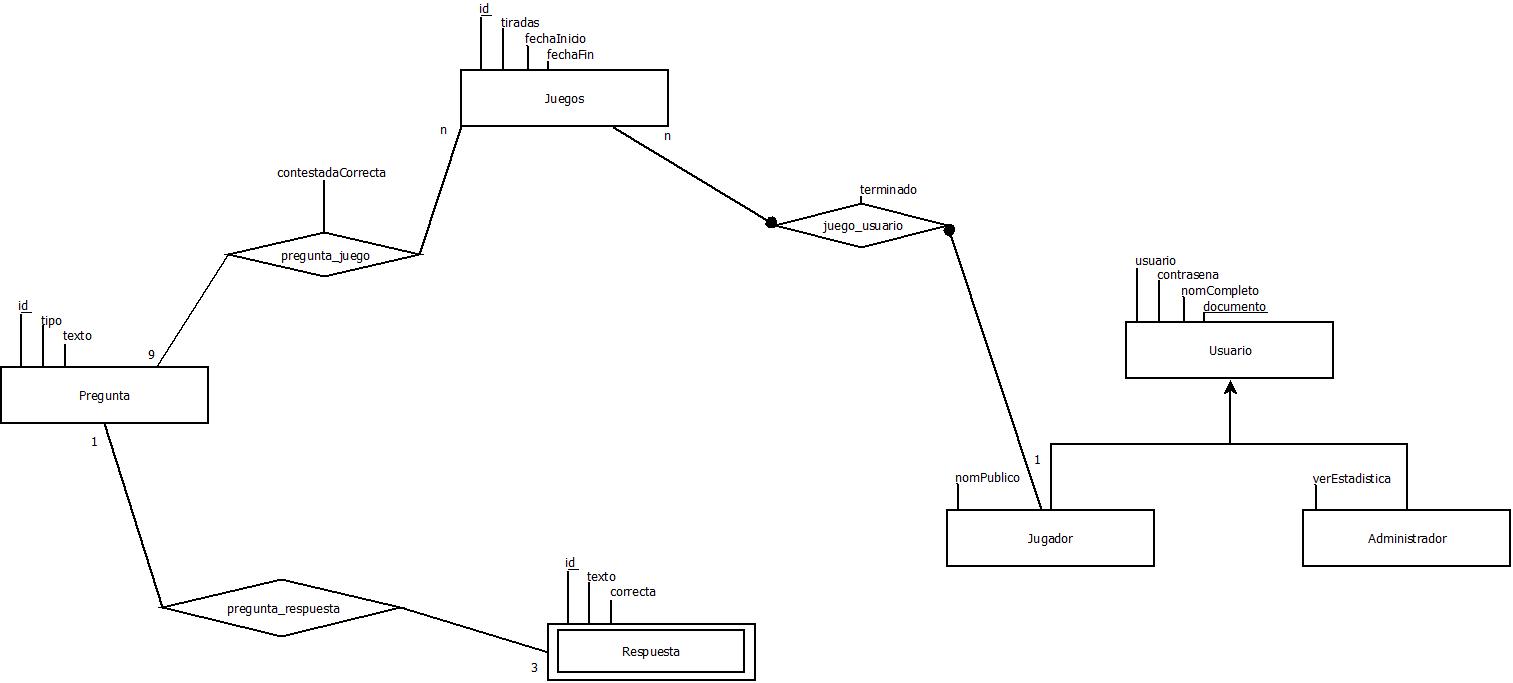 id
tiradas
fechaInicio
fechaFin
Juegos
n
n
contestadaCorrecta
terminado
juego_usuario
pregunta_juego
usuario
contrasena
nomCompleto
documento
Usuario
id
tipo
texto
9
Pregunta
1
1
nomPublico
verEstadistica
Jugador
Administrador
id
texto
correcta
pregunta_respuesta
Respuesta
3